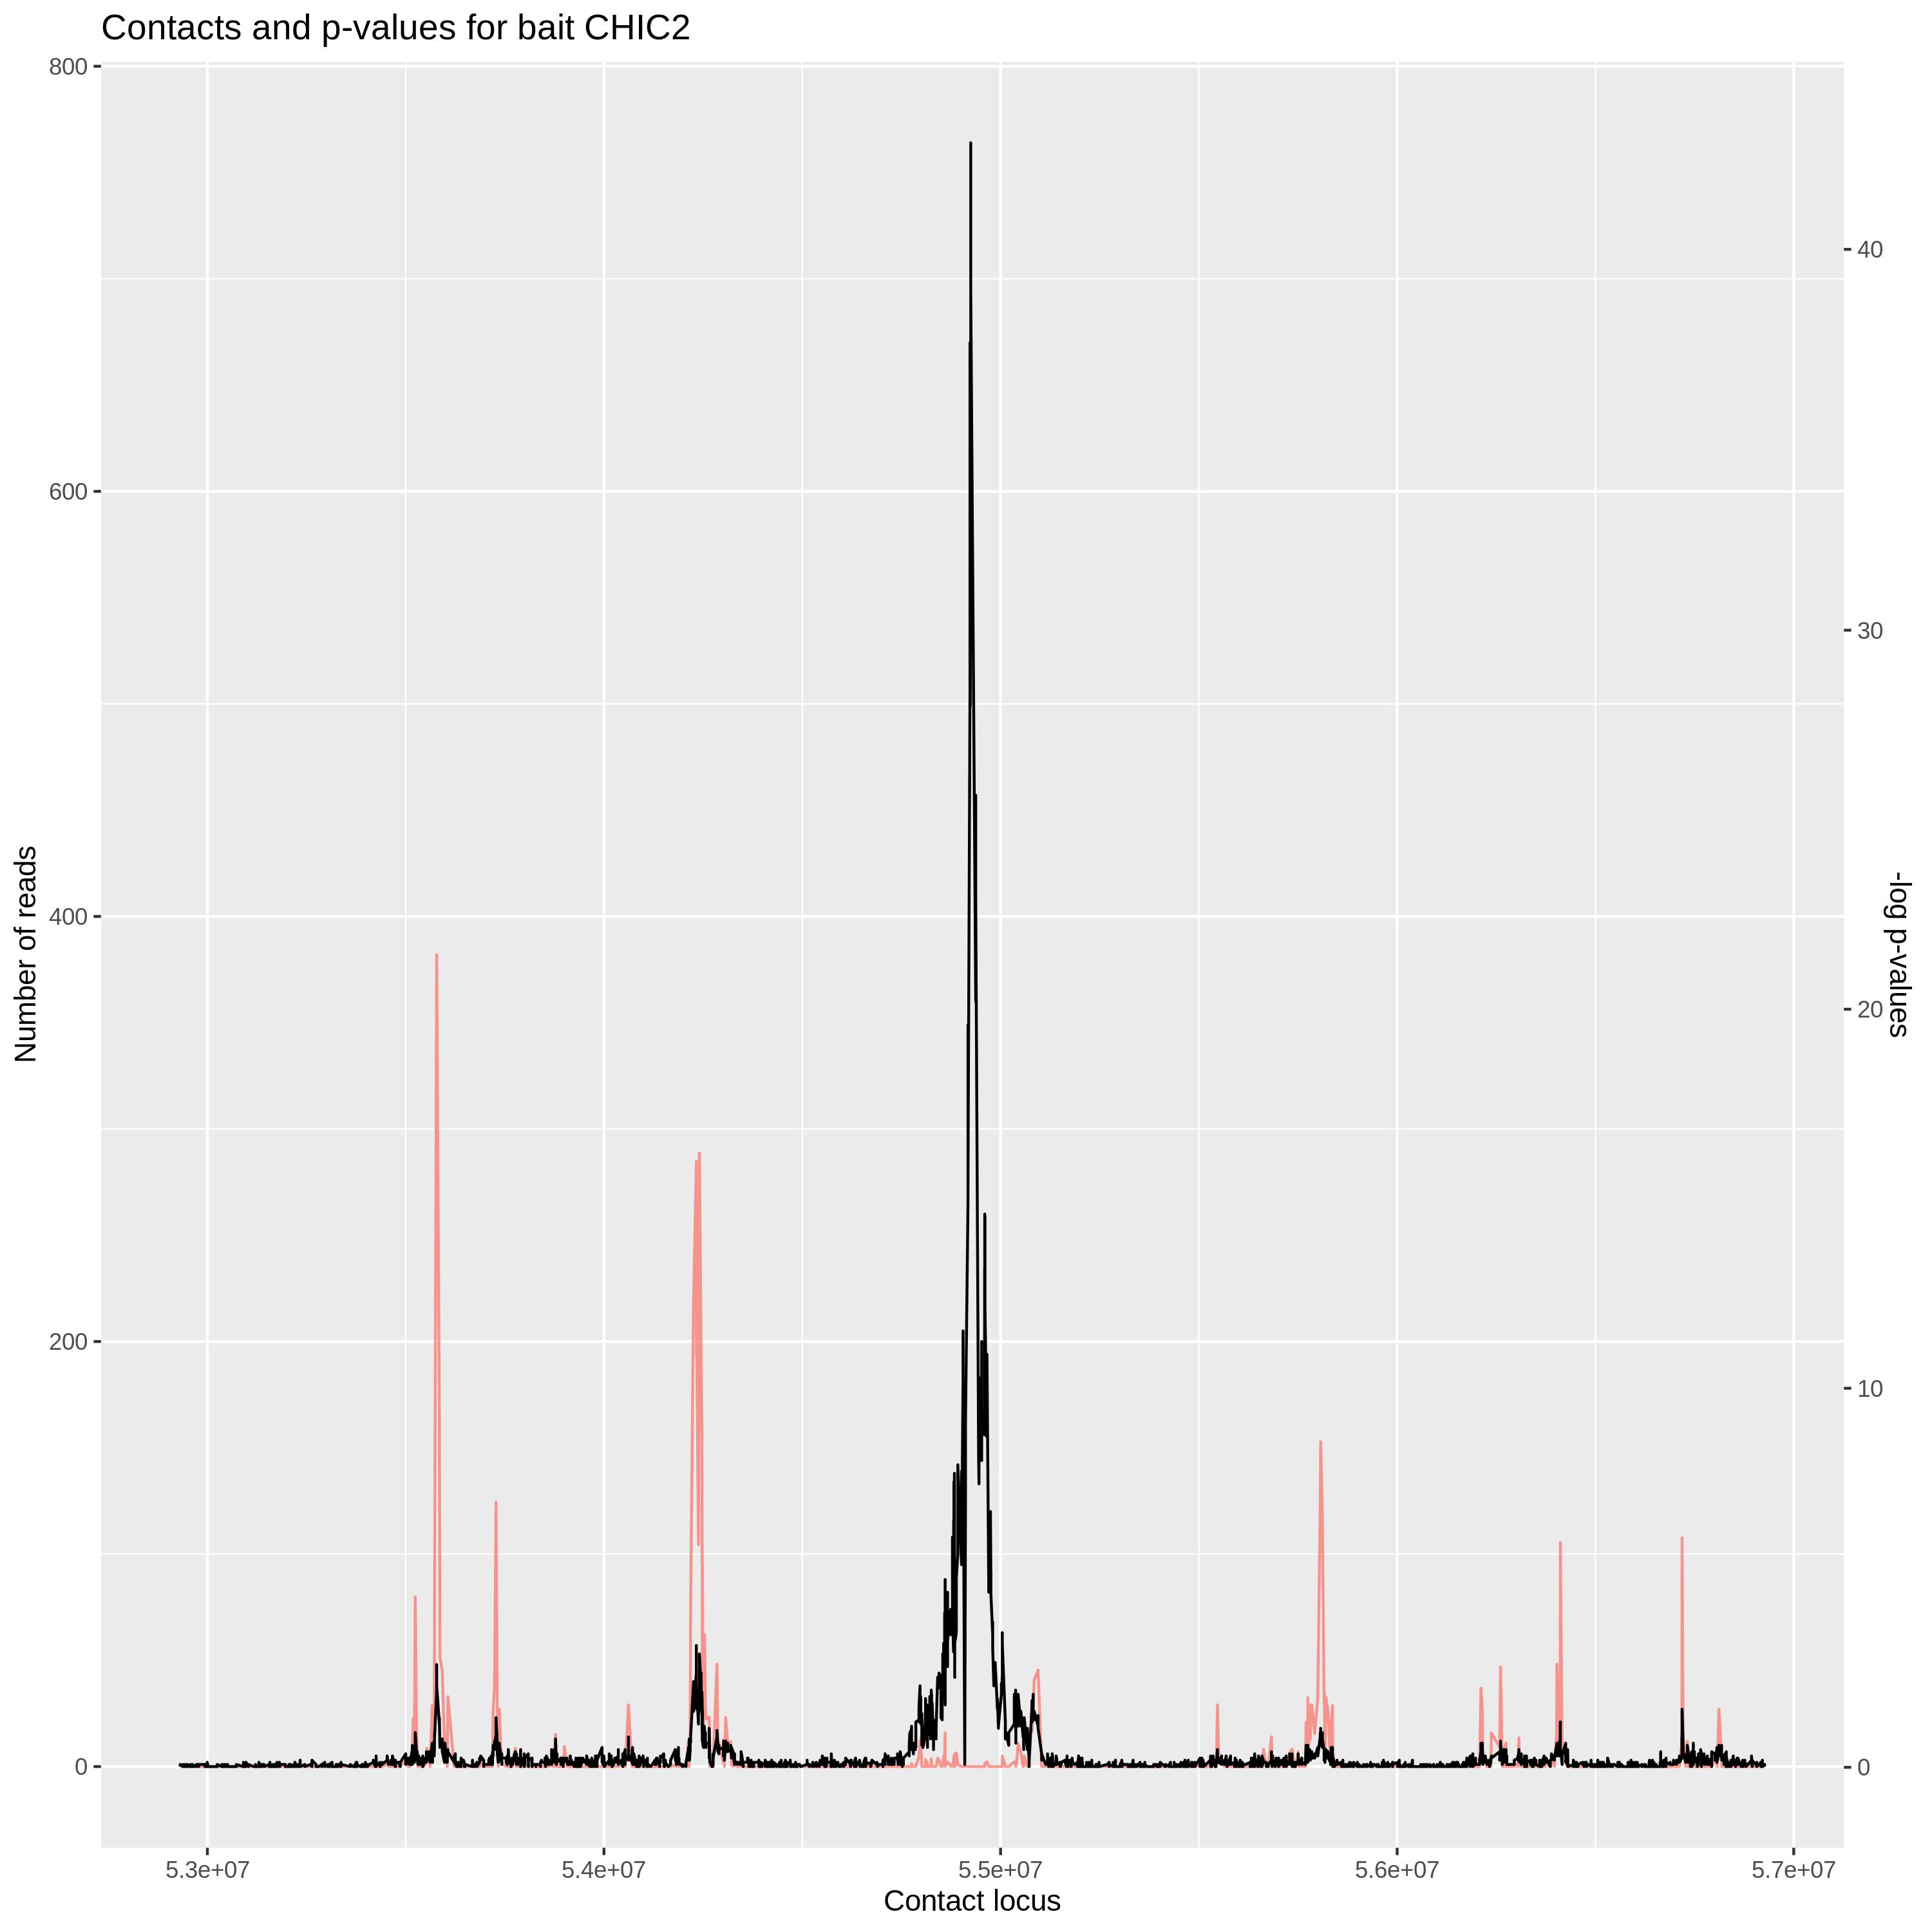 Contacts and p-values for bait CHIC2
800
600
400
200
0
Number of reads
40
30
20
10
0
-log p-values
5.3e+07 5.4e+07 5.5e+07 5.6e+07 5.7e+07
Contact locus